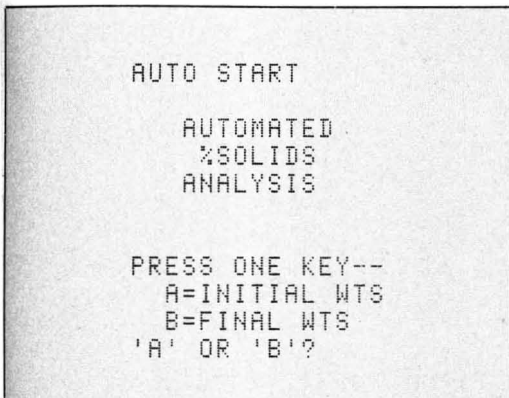 AUTO START
AUTOMATED
%SOLIDS
ANALYSIS
PRESS ONE KEY--
A=INITIAL WTS
B=FINAL WTS
'A' OR 'B'?